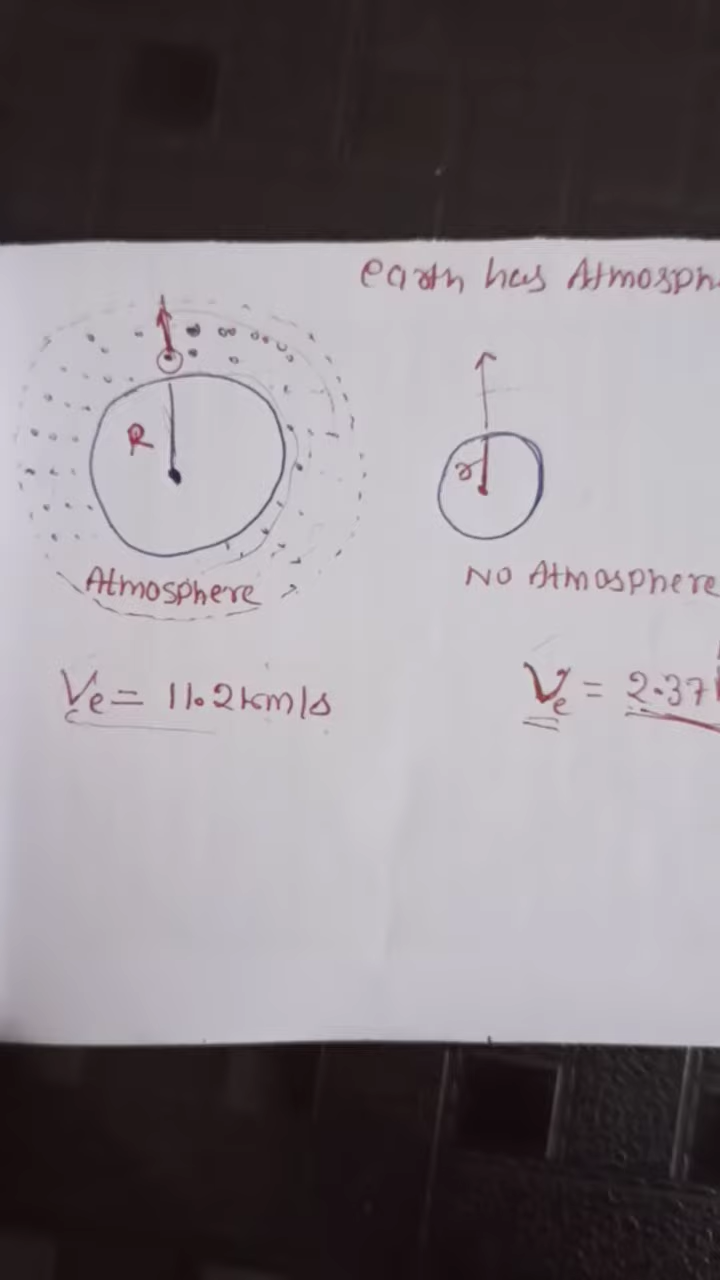 earth has Atmosph
R
r
Atmosphere
NO Atmosphere
Ve = 11.2km/s
Ve = 2.37